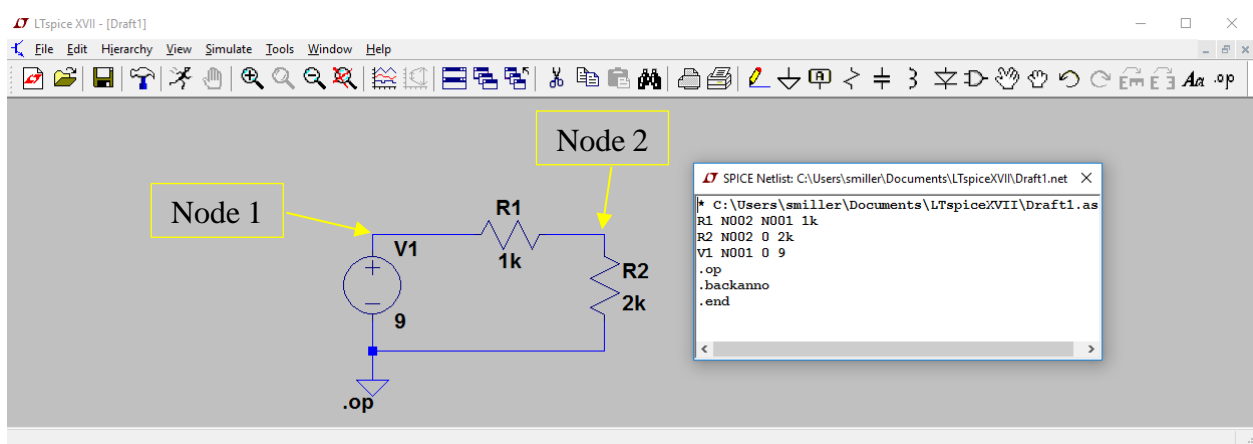 LTspice XVII - [Draft1]
File Edit Hierarchy View Simulate Tools Window Help
Aa .op
Node 2
Node 1
R1
1k
V1
9
R2
2k
.op
SPICE Netlist: C:\Users\smiller\Documents\LTspiceXVII\Draft1.net
* C:\Users\smiller\Documents\LTspiceXVII\Draft1.as
R1 N002 N001 1k
R2 N002 0 2k
V1 N001 0 9
.op
.backanno
.end